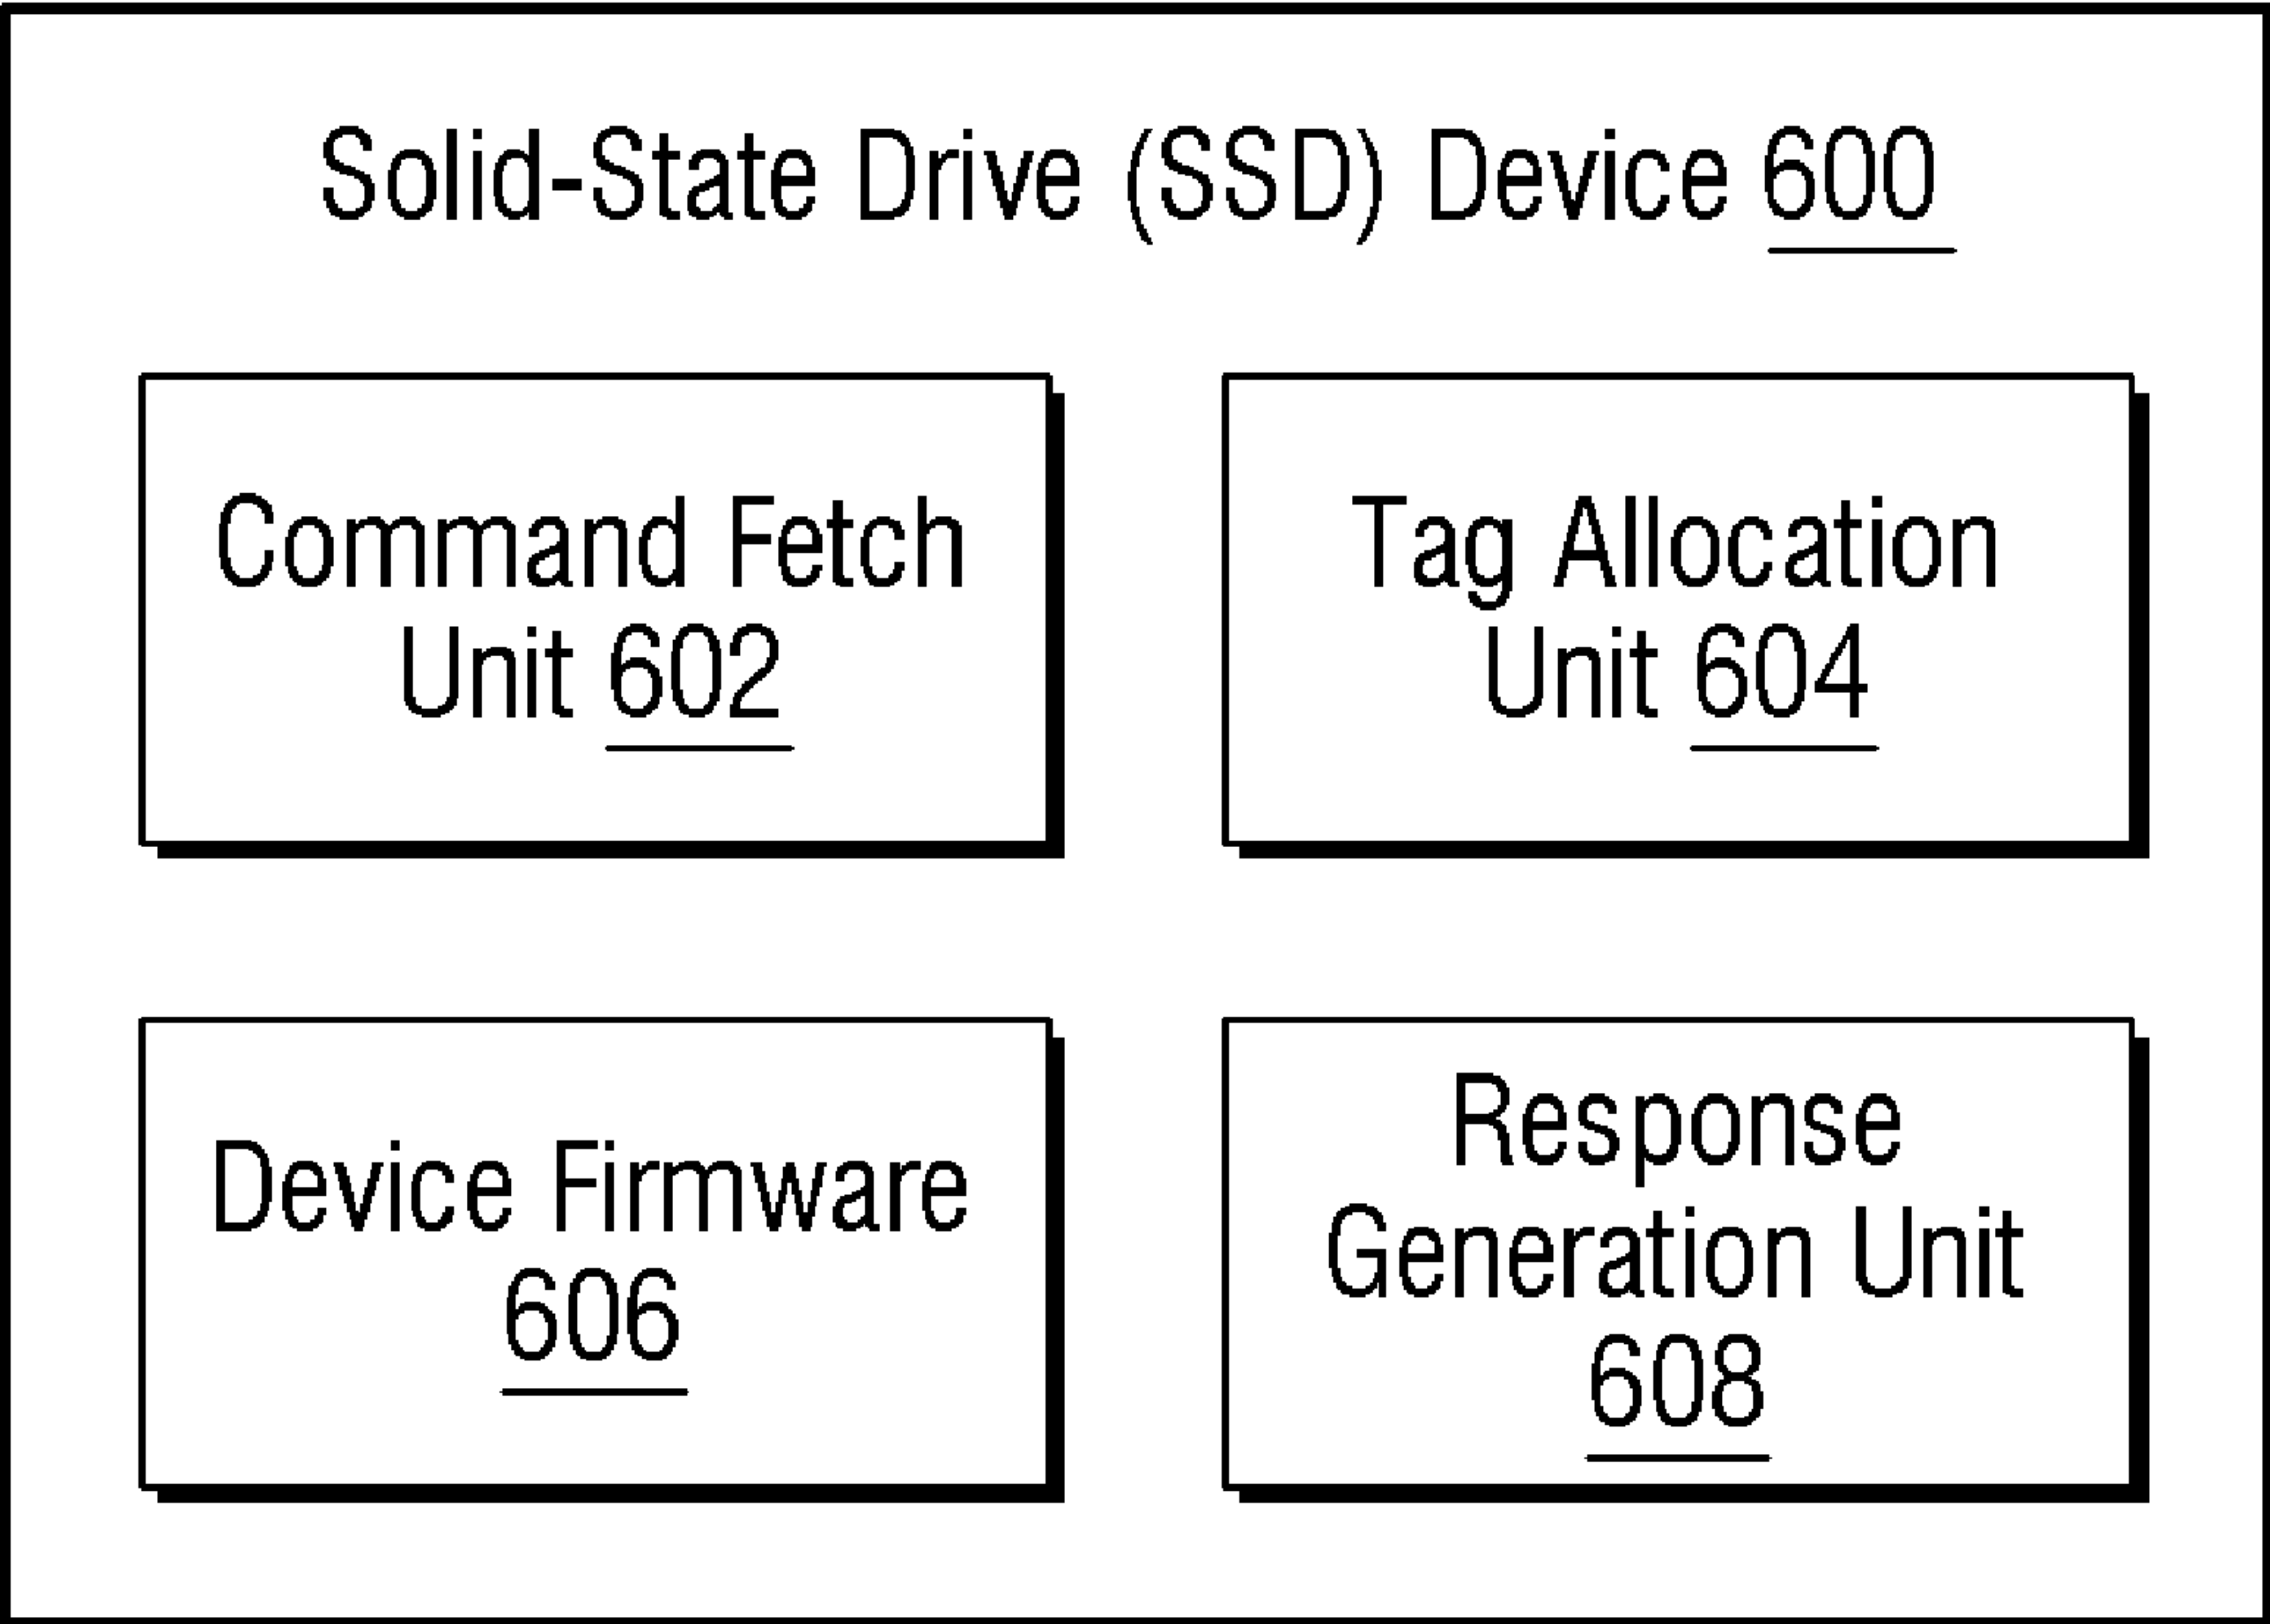 Solid-State Drive (SSD) Device 600
Command Fetch
Unit 602
Tag Allocation
Unit 604
Device Firmware
606
Response
Generation Unit
608